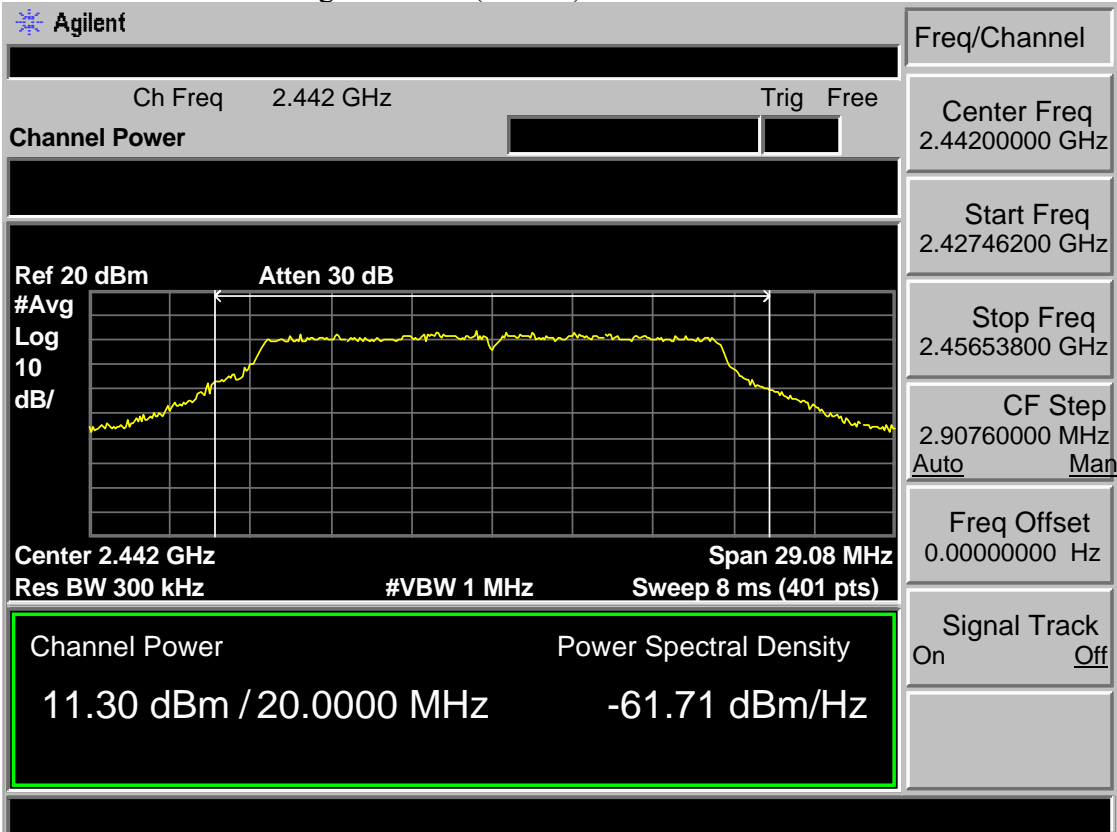 Agilent
Freq/Channel
Ch Freq 2.442 GHz Trig Free
Channel Power
Center Freq
2.44200000 GHz
Start Freq
2.42746200 GHz
Stop Freq
2.45653800 GHz
CF Step
2.90760000 MHz
Auto Man
Freq Offset
0.00000000 Hz
Signal Track
On Off
Ref 20 dBm Atten 30 dB
#Avg
Log
10
dB/
Center 2.442 GHz Span 29.08 MHz
Res BW 300 kHz #VBW 1 MHz Sweep 8 ms (401 pts)
Channel Power Power Spectral Density
11.30 dBm / 20.0000 MHz -61.71 dBm/Hz